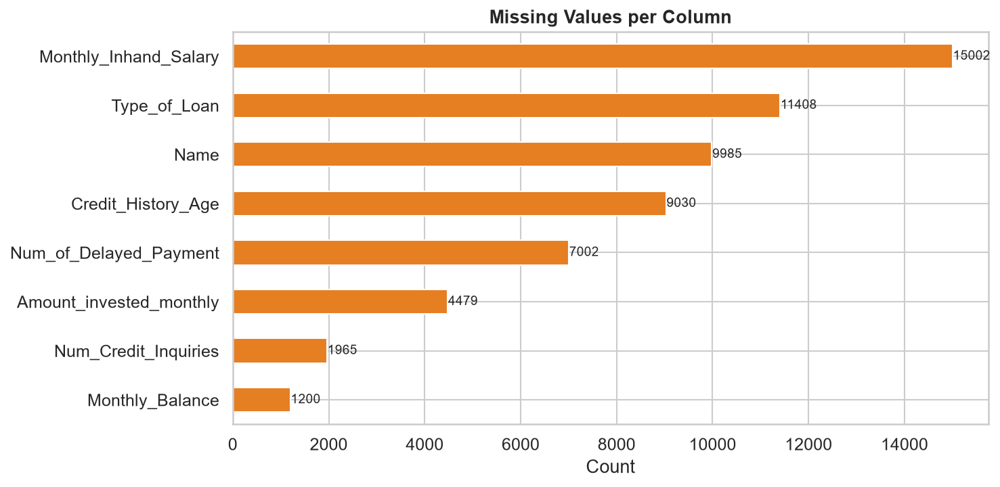 Missing Values per Column
Monthly_Inhand_Salary 15002
Type_of_Loan 11408
Name 9985
Credit_History_Age 9030
Num_of_Delayed_Payment 7002
Amount_invested_monthly 4479
Num_Credit_Inquiries 1965
Monthly_Balance 1200
0 2000 4000 6000 8000 10000 12000 14000
Count